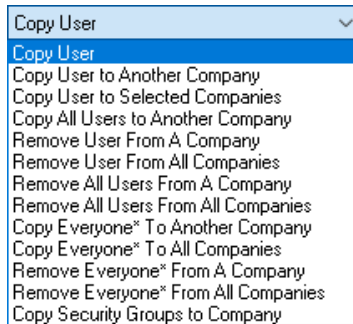 Copy User
Copy User
Copy User to Another Company
Copy User to Selected Companies
Copy All Users to Another Company
Remove User From A Company
Remove User From All Companies
Remove All Users From A Company
Remove All Users From All Companies
Copy Everyone* To Another Company
Copy Everyone* To All Companies
Remove Everyone* From A Company
Remove Everyone* From All Companies
Copy Security Groups to Company